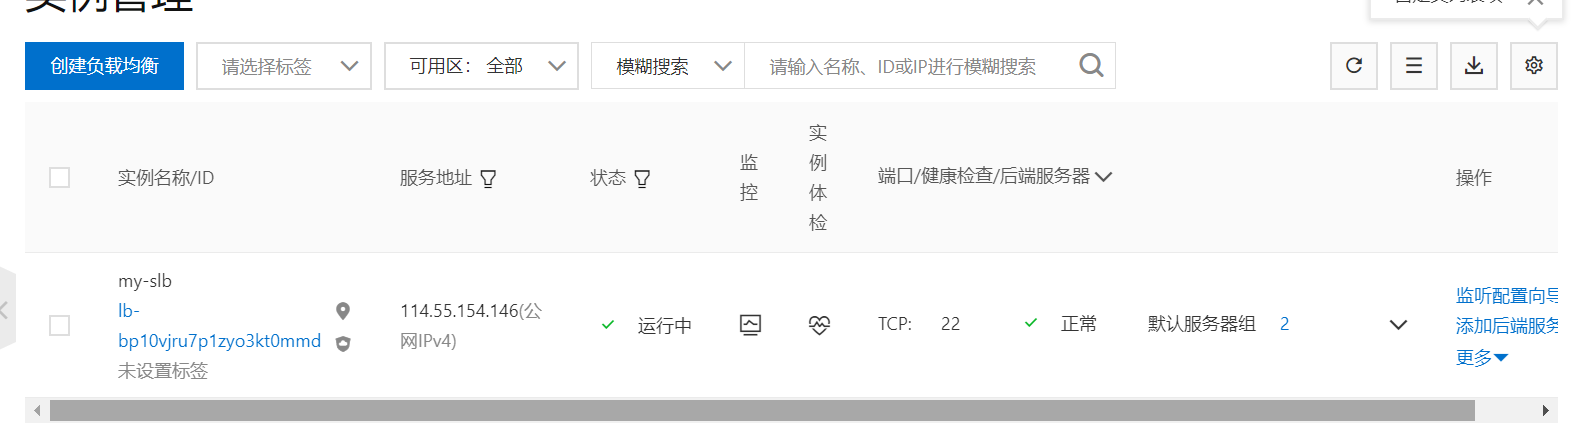 实例管理
创建负载均衡 请选择标签 可用区： 全部 模糊搜索 请输入名称、ID或IP进行模糊搜索
实例名称/ID 服务地址 状态 监控 实例体检 端口/健康检查/后端服务器 操作
my-slb
lb-
bp10vjru7p1zyo3kt0mmd
未设置标签
114.55.154.146(公
网IPv4)
运行中
TCP: 22 正常 默认服务器组 2
监听配置向导
添加后端服务
更多